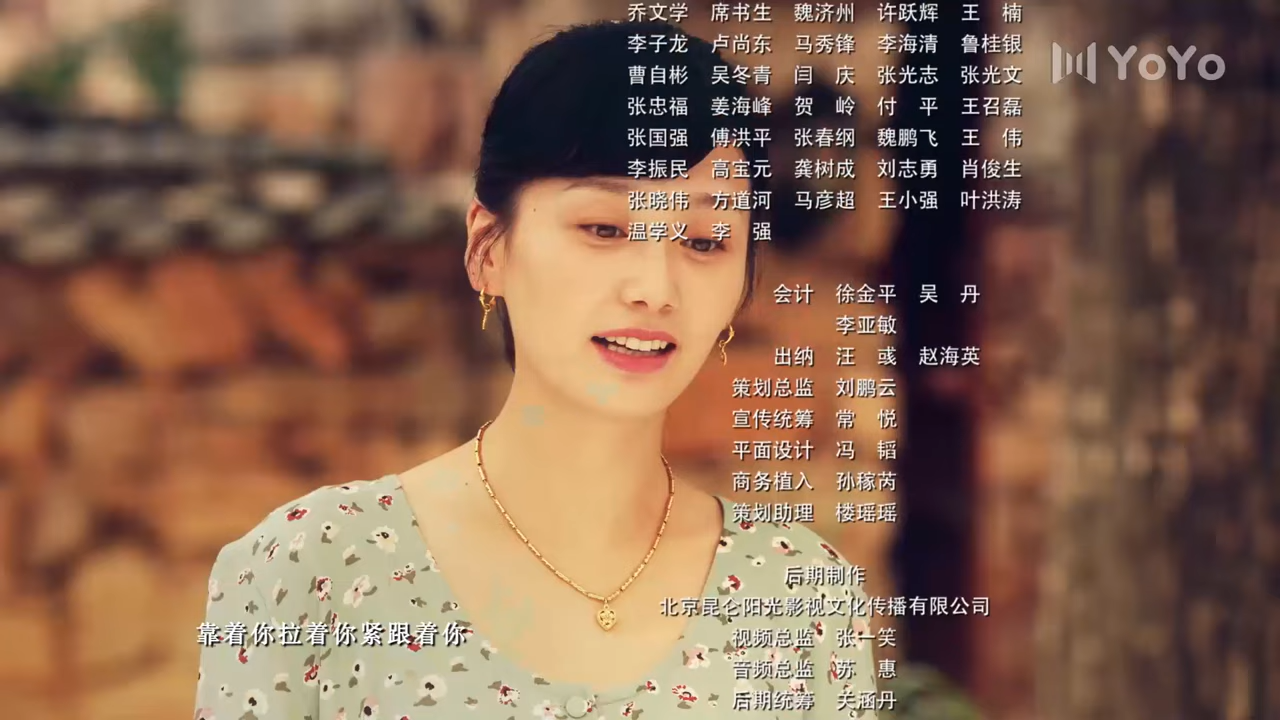 乔文学 席书生 魏济州 许跃辉 王 楠
李子龙 卢尚东 马秀锋 李海清 鲁桂银
YoYo
曹自彬 吴冬青 闫 庆 张光志 张光文
张忠福 姜海峰 贺 岭 付 平 王召磊
张国强 傅洪平 张春纲 魏鹏飞 王 伟
李振民 高宝元 龚树成 刘志勇 肖俊生
张晓伟 方道河 马彦超 王小强 叶洪涛
温学义 李 强
会计 徐金平 吴 丹
李亚敏
出纳 汪 彧 赵海英
策划总监 刘鹏云
宣传统筹 常 悦
平面设计 冯 韬
商务植入 孙稼芮
策划助理 楼瑶瑶
后期制作
北京昆仑阳光影视文化传播有限公司
靠着你拉着你紧跟着你
视频总监 张一笑
音频总监 苏 惠
后期统筹 关涵丹